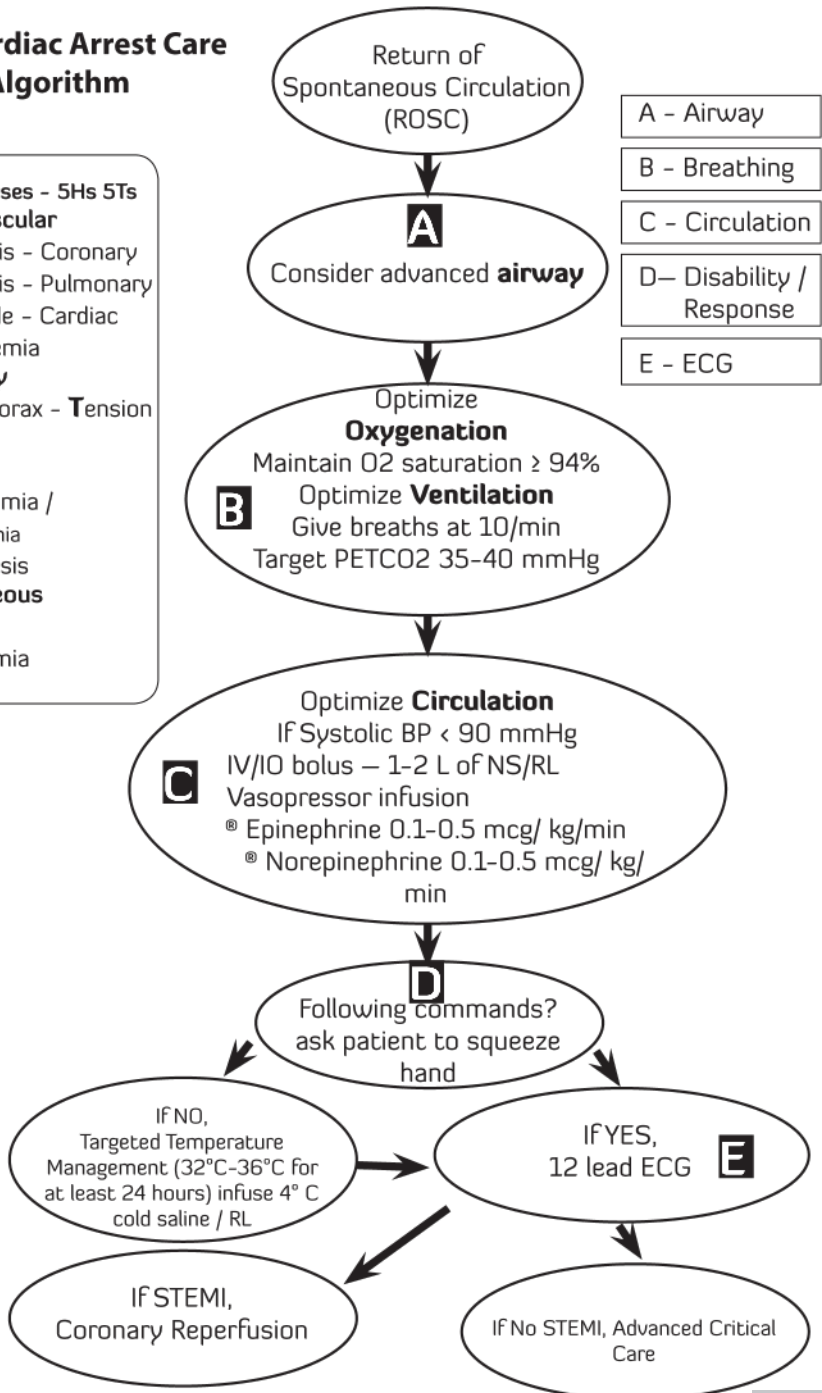 rdiac Arrest Care
Algorithm
ses - 5Hs 5Ts
scular
is - Coronary
is - Pulmonary
de - Cardiac
emia
y
orax - Tension
mia /
nia
sis
eous
mia
Return of
Spontaneous Circulation
(ROSC)
A - Airway
B - Breathing
C - Circulation
D— Disability /
Response
E - ECG
A
Consider advanced airway
Optimize
Oxygenation
Maintain O2 saturation ≥ 94%
Optimize Ventilation
B
Give breaths at 10/min
Target PETCO2 35-40 mmHg
Optimize Circulation
If Systolic BP < 90 mmHg
IV/IO bolus — 1-2 L of NS/RL
C
Vasopressor infusion
® Epinephrine 0.1-0.5 mcg/ kg/min
® Norepinephrine 0.1-0.5 mcg/ kg/
min
D
Following commands?
ask patient to squeeze
hand
If NO,
Targeted Temperature
Management (32°C-36°C for
at least 24 hours) infuse 4° C
cold saline / RL
If YES,
12 lead ECG
E
If STEMI,
Coronary Reperfusion
If No STEMI, Advanced Critical
Care